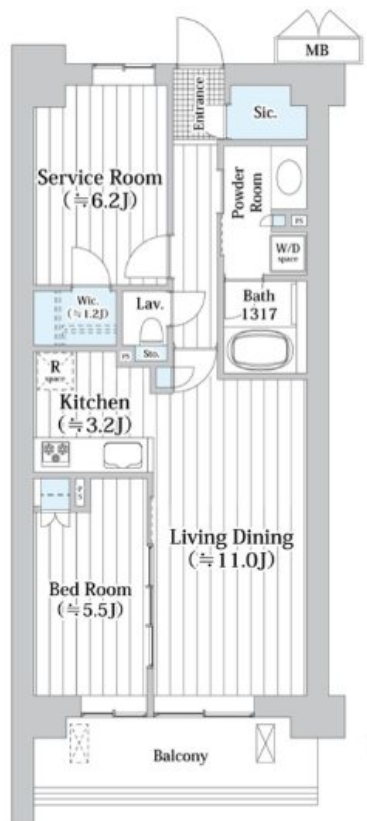 MB
Entrance
Sic.
Service Room
(≒6.2J)
Powder
Room
PS
W/D
space
Wic.
(≒1.2J)
Lav.
Bath
1317
PS
Sto.
R
space
Kitchen
(≒3.2J)
PS
Living Dining
(≒11.0J)
Bed Room
(≒5.5J)
Balcony